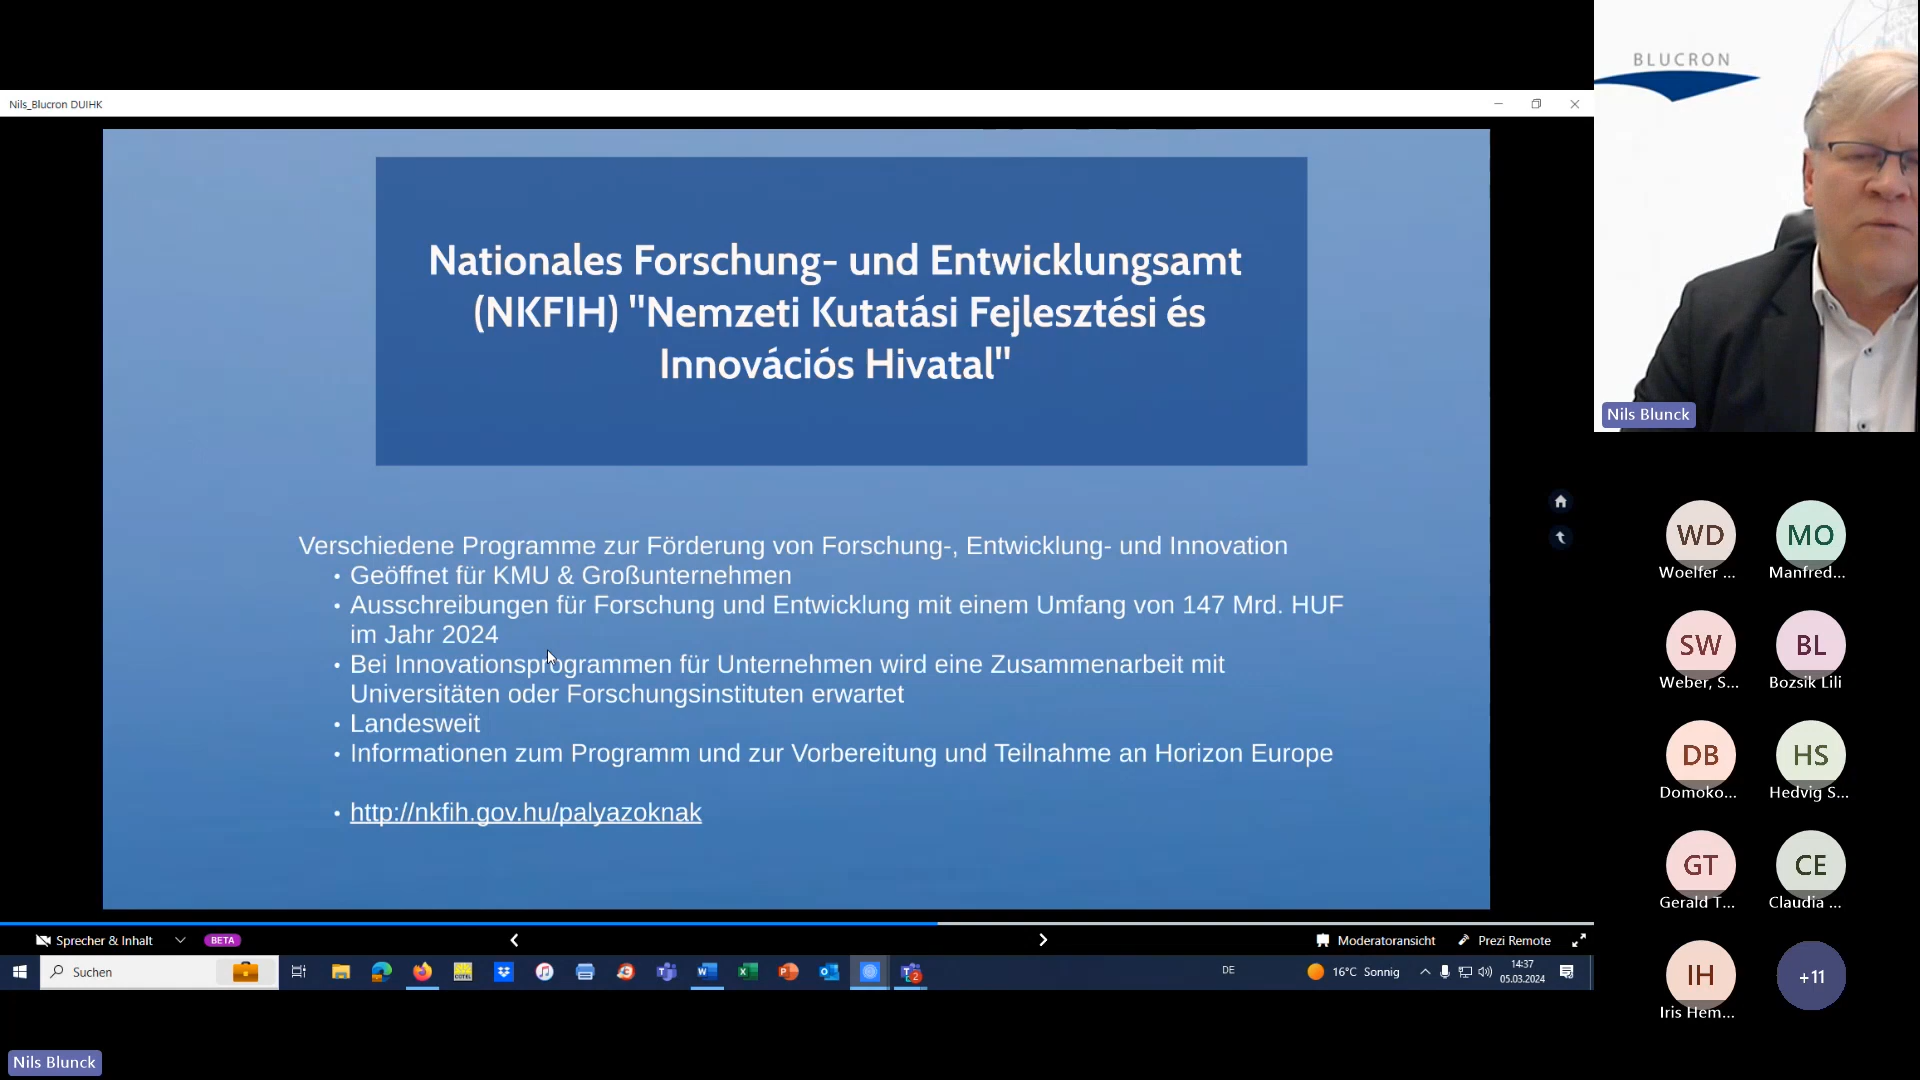 BLUCRON
Nils_Blucron DUIHK
Nationales Forschung- und Entwicklungsamt
(NKFIH) "Nemzeti Kutatási Fejlesztési és
Innovációs Hivatal"
Nils Blunck
Verschiedene Programme zur Förderung von Forschung-, Entwicklung- und Innovation
• Geöffnet für KMU & Großunternehmen
• Ausschreibungen für Forschung und Entwicklung mit einem Umfang von 147 Mrd. HUF
im Jahr 2024
• Bei Innovationsprogrammen für Unternehmen wird eine Zusammenarbeit mit
Universitäten oder Forschungsinstituten erwartet
• Landesweit
• Informationen zum Programm und zur Vorbereitung und Teilnahme an Horizon Europe
• http://nkfih.gov.hu/palyazoknak
WD MO
Woelfer ... Manfred...
SW BL
Weber, S... Bozsik Lili
DB HS
Domoko... Hedvig S...
GT CE
Gerald T... Claudia ...
IH +11
Iris Hem...
Sprecher & Inhalt BETA Moderatoransicht Prezi Remote
Suchen DE 16°C Sonnig 14:37
05.03.2024
Nils Blunck